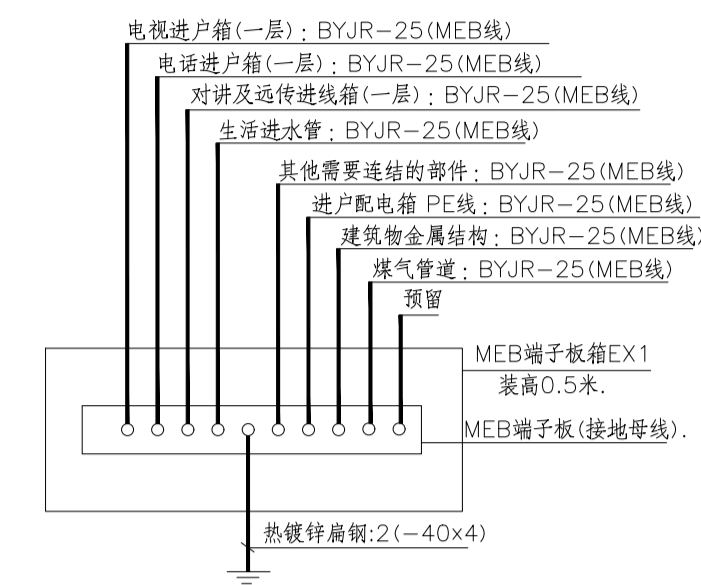 电视进户箱(一层)：BYJR-25(MEB线)
电话进户箱(一层)：BYJR-25(MEB线)
对讲及远传进线箱(一层)：BYJR-25(MEB线)
生活进水管：BYJR-25(MEB线)
其他需要连结的部件：BYJR-25(MEB线)
进户配电箱 PE线：BYJR-25(MEB线)
建筑物金属结构：BYJR-25(MEB线)
煤气管道：BYJR-25(MEB线)
预留
MEB端子板箱EX1
装高0.5米.
MEB端子板(接地母线).
热镀锌扁钢:2(-40×4)